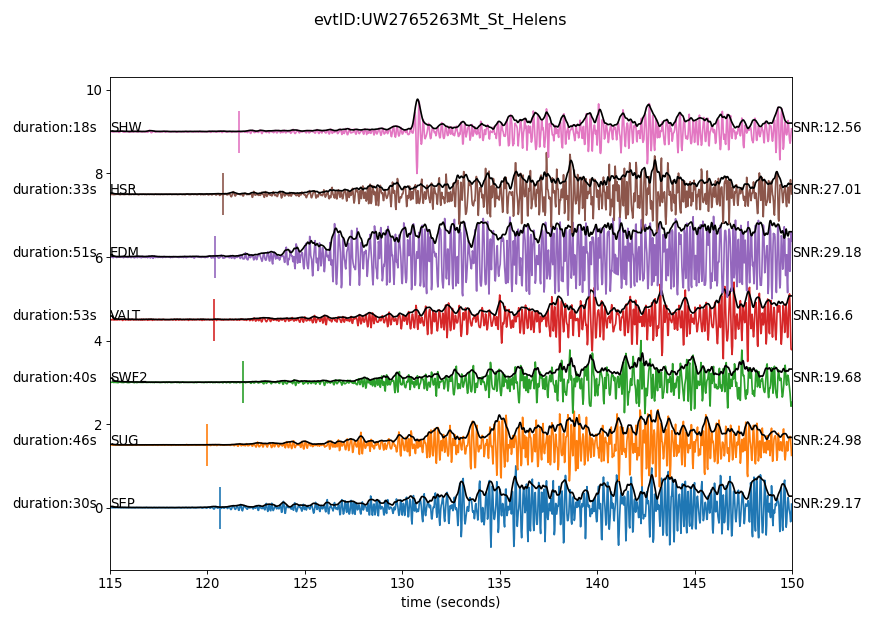 evtID:UW2765263Mt_St_Helens
10
duration:18s SHW SNR:12.56
8
duration:33s HSR SNR:27.01
duration:51s EDM SNR:29.18
6
duration:53s VALT SNR:16.6
4
duration:40s SWF2 SNR:19.68
2
duration:46s SUG SNR:24.98
duration:30s SEP SNR:29.17
0
115 120 125 130 135 140 145 150
time (seconds)